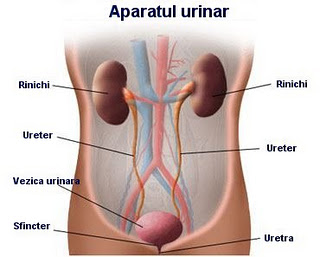 Aparatul urinar
Rinichi
Rinichi
Ureter
Ureter
Vezica urinara
Sfincter
Uretra